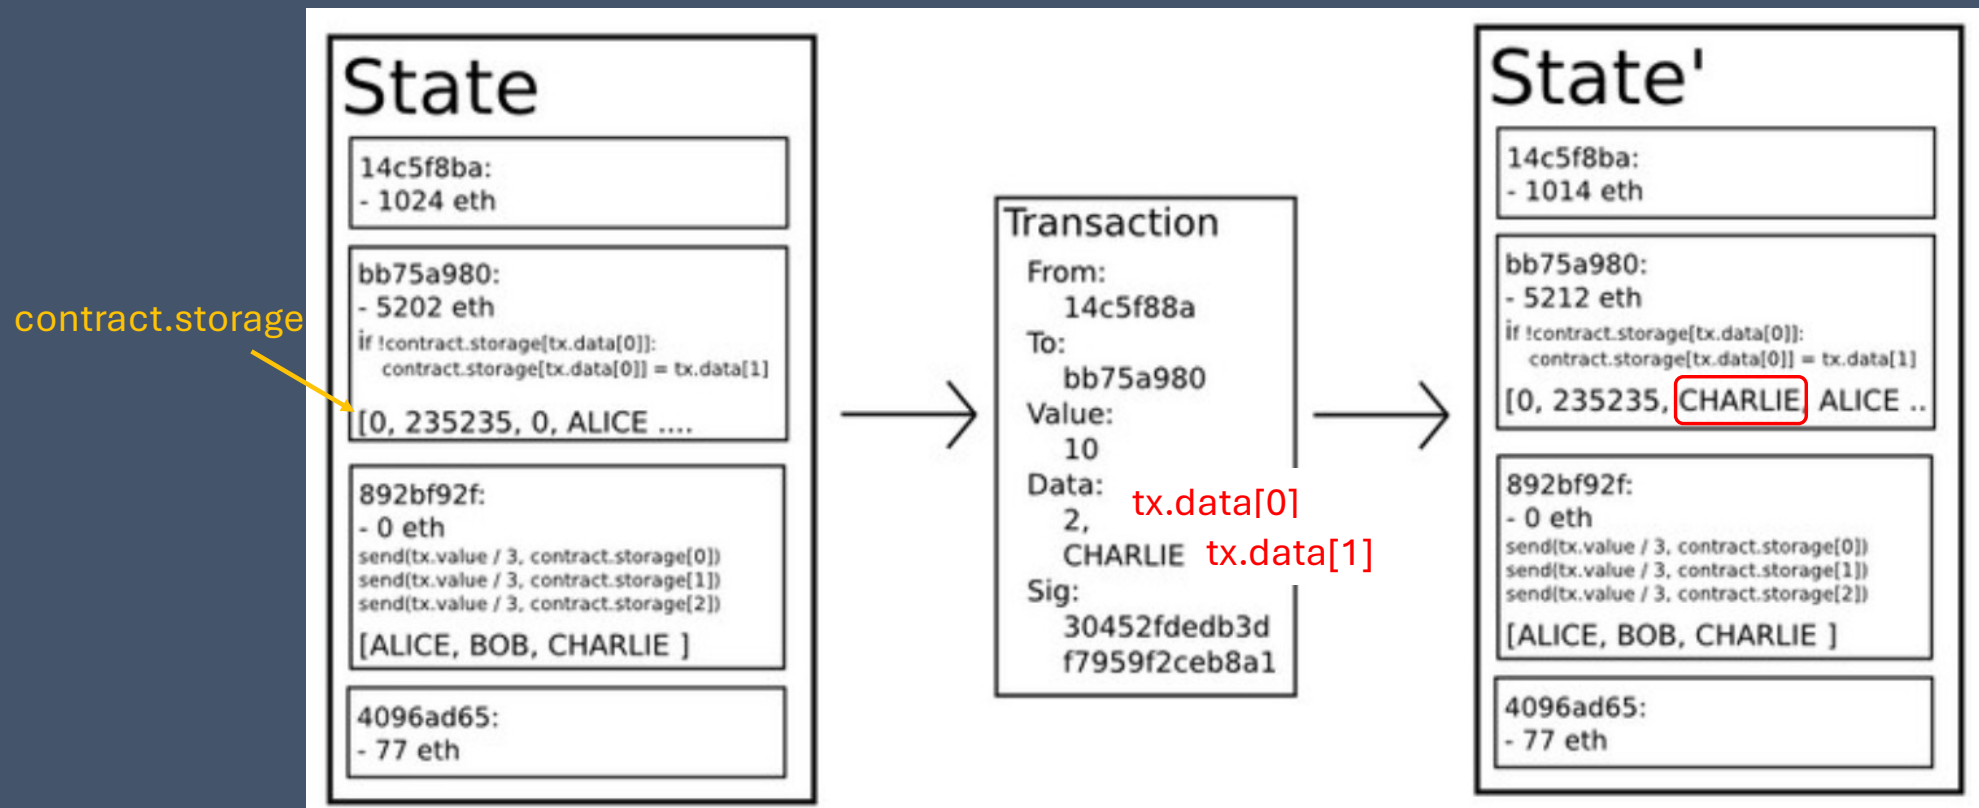 contract.storage
State
14c5f8ba:
- 1024 eth
bb75a980:
- 5202 eth
if !contract.storage[tx.data[0]]:
contract.storage[tx.data[0]] = tx.data[1]
[0, 235235, 0, ALICE ....
892bf92f:
- 0 eth
send(tx.value / 3, contract.storage[0])
send(tx.value / 3, contract.storage[1])
send(tx.value / 3, contract.storage[2])
[ALICE, BOB, CHARLIE ]
4096ad65:
- 77 eth
Transaction
From:
14c5f88a
To:
bb75a980
Value:
10
Data:
2,
tx.data[0]
CHARLIE
tx.data[1]
Sig:
30452fdedb3d
f7959f2ceb8a1
State'
14c5f8ba:
- 1014 eth
bb75a980:
- 5212 eth
if !contract.storage[tx.data[0]]:
contract.storage[tx.data[0]] = tx.data[1]
[0, 235235, CHARLIE, ALICE ..
892bf92f:
- 0 eth
send(tx.value / 3, contract.storage[0])
send(tx.value / 3, contract.storage[1])
send(tx.value / 3, contract.storage[2])
[ALICE, BOB, CHARLIE ]
4096ad65:
- 77 eth